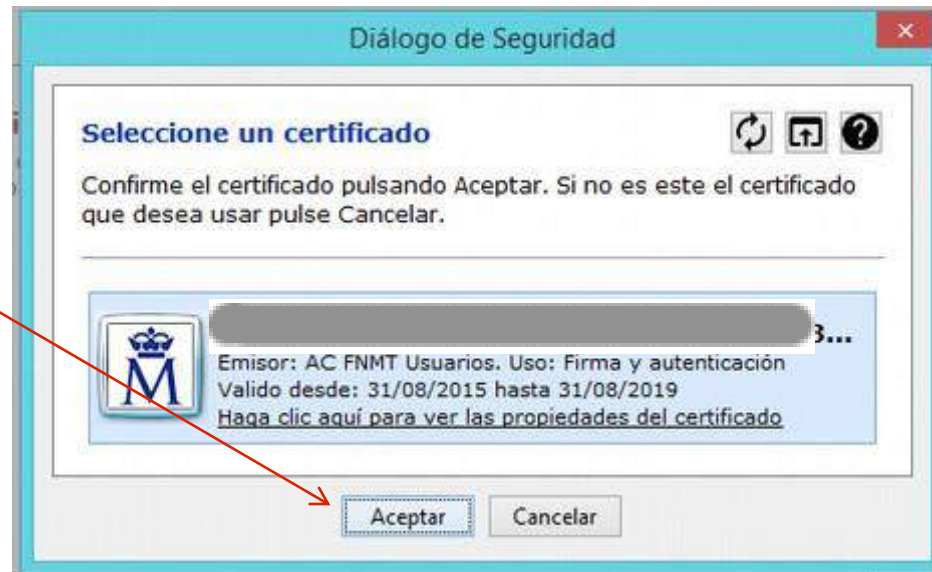 Diálogo de Seguridad
Seleccione un certificado
Confirme el certificado pulsando Aceptar. Si no es este el certificado
que desea usar pulse Cancelar.
Emisor: AC FNMT Usuarios. Uso: Firma y autenticación
Valido desde: 31/08/2015 hasta 31/08/2019
Haga clic aquí para ver las propiedades del certificado
Aceptar
Cancelar